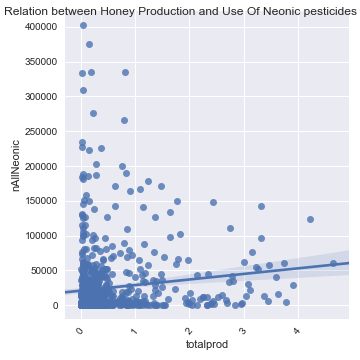 Relation between Honey Production and Use Of Neonic pesticides
400000
350000
300000
250000
200000
150000
100000
50000
0
nAllNeonic
0 1 2 3 4
totalprod